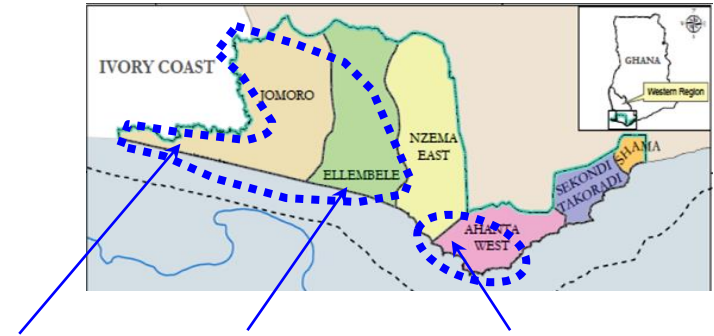 IVORY COAST
JOMORO
ELLEMBELE
NZEMA
EAST
AHANTA
WEST
SEKONDI
TAKORADI
SHAMA
GHANA
Western Region